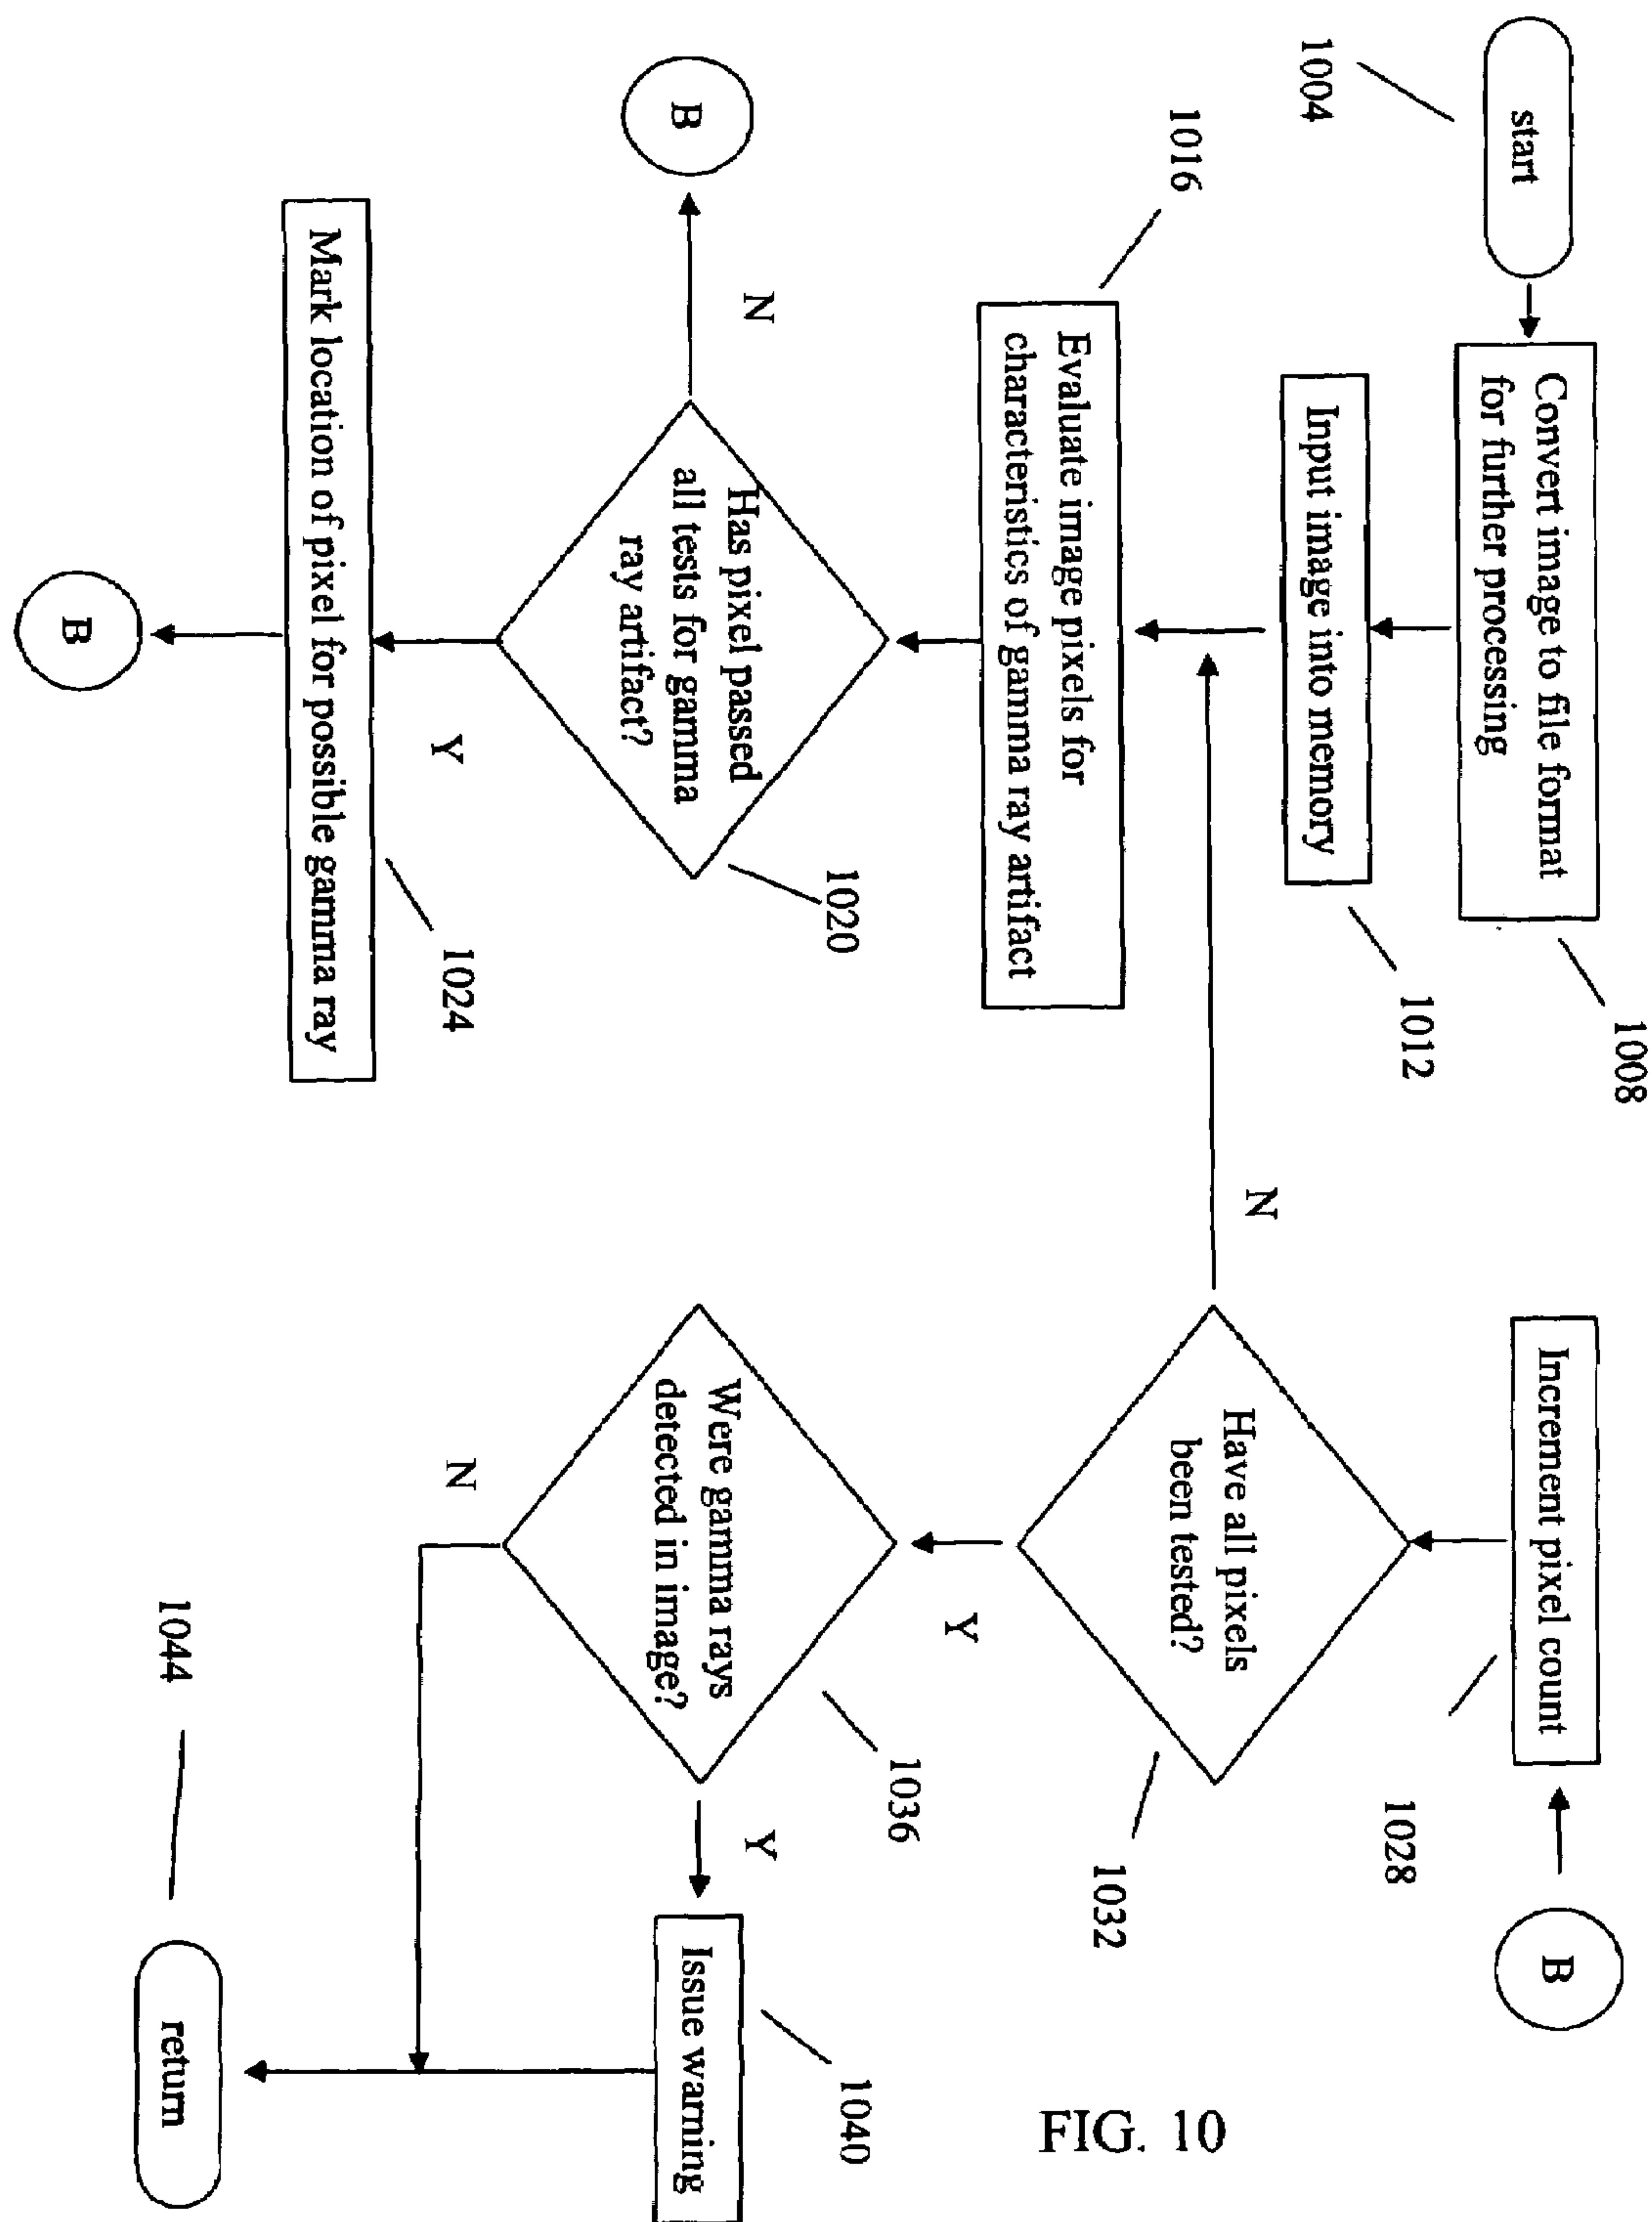 start
1004
Convert image to file format
for further processing
1008
Input image into memory
1012
1016
Evaluate image pixels for
characteristics of gamma ray artifact
Has pixel passed
all tests for gamma
ray artifact?
1020
N
B
Y
Mark location of pixel for possible gamma ray
1024
B
B
Increment pixel count
1028
Have all pixels
been tested?
1032
N
Y
Were gamma rays
detected in image?
1036
Y
Issue warning
1040
N
1044
return
FIG. 10